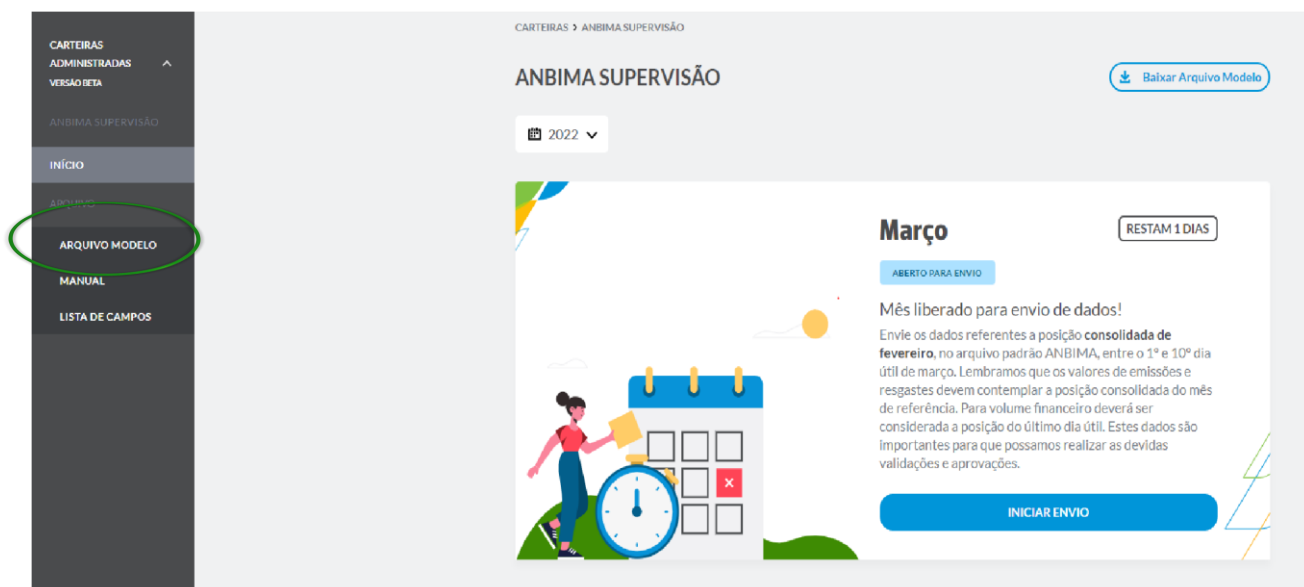 CARTEIRAS
ADMINISTRADAS
VERSÃO BETA
ANBIMA SUPERVISÃO
INÍCIO
ARQUIVO
ARQUIVO MODELO
MANUAL
LISTA DE CAMPOS
CARTEIRAS > ANBIMA SUPERVISÃO
ANBIMA SUPERVISÃO
Baixar Arquivo Modelo
2022
Março
RESTAM 1 DIAS
ABERTO PARA ENVIO
Mês liberado para envio de dados!
Envie os dados referentes a posição consolidada de
fevereiro, no arquivo padrão ANBIMA, entre o 1º e 10º dia
útil de março. Lembramos que os valores de emissões e
resgastes devem contemplar a posição consolidada do mês
de referência. Para volume financeiro deverá ser
considerada a posição do último dia útil. Estes dados são
importantes para que possamos realizar as devidas
validações e aprovações.
INICIAR ENVIO